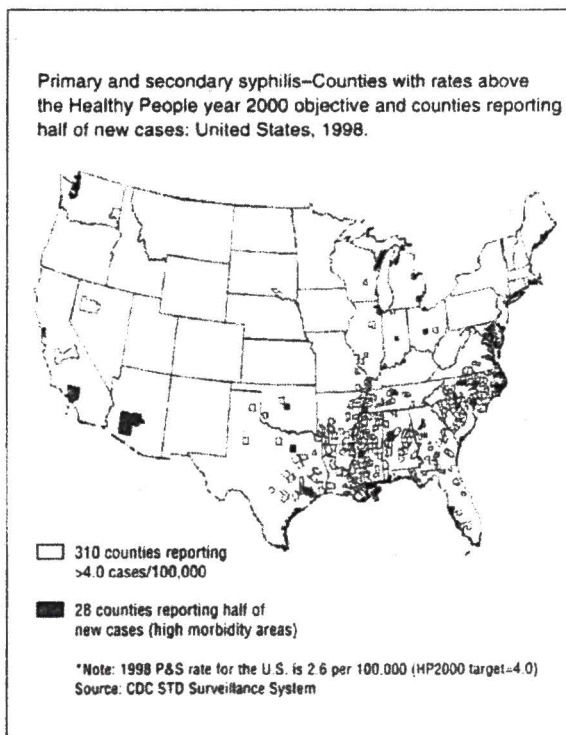 Primary and secondary syphilis–Counties with rates above
the Healthy People year 2000 objective and counties reporting
half of new cases: United States, 1998.
310 counties reporting
>4.0 cases/100,000
28 counties reporting half of
new cases (high morbidity areas)
*Note: 1998 P&S rate for the U.S. is 2.6 per 100.000 (HP2000 target=4.0)
Source: CDC STD Surveillance System